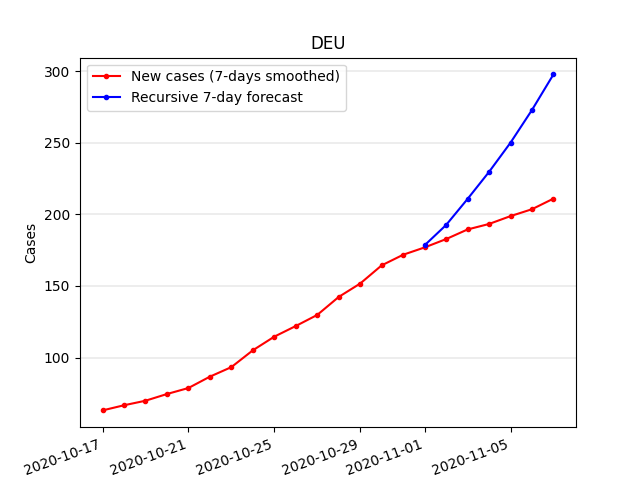 DEU
New cases (7-days smoothed)
Recursive 7-day forecast
Cases
300
250
200
150
100
2020-10-17
2020-10-21
2020-10-25
2020-10-29
2020-11-01
2020-11-05